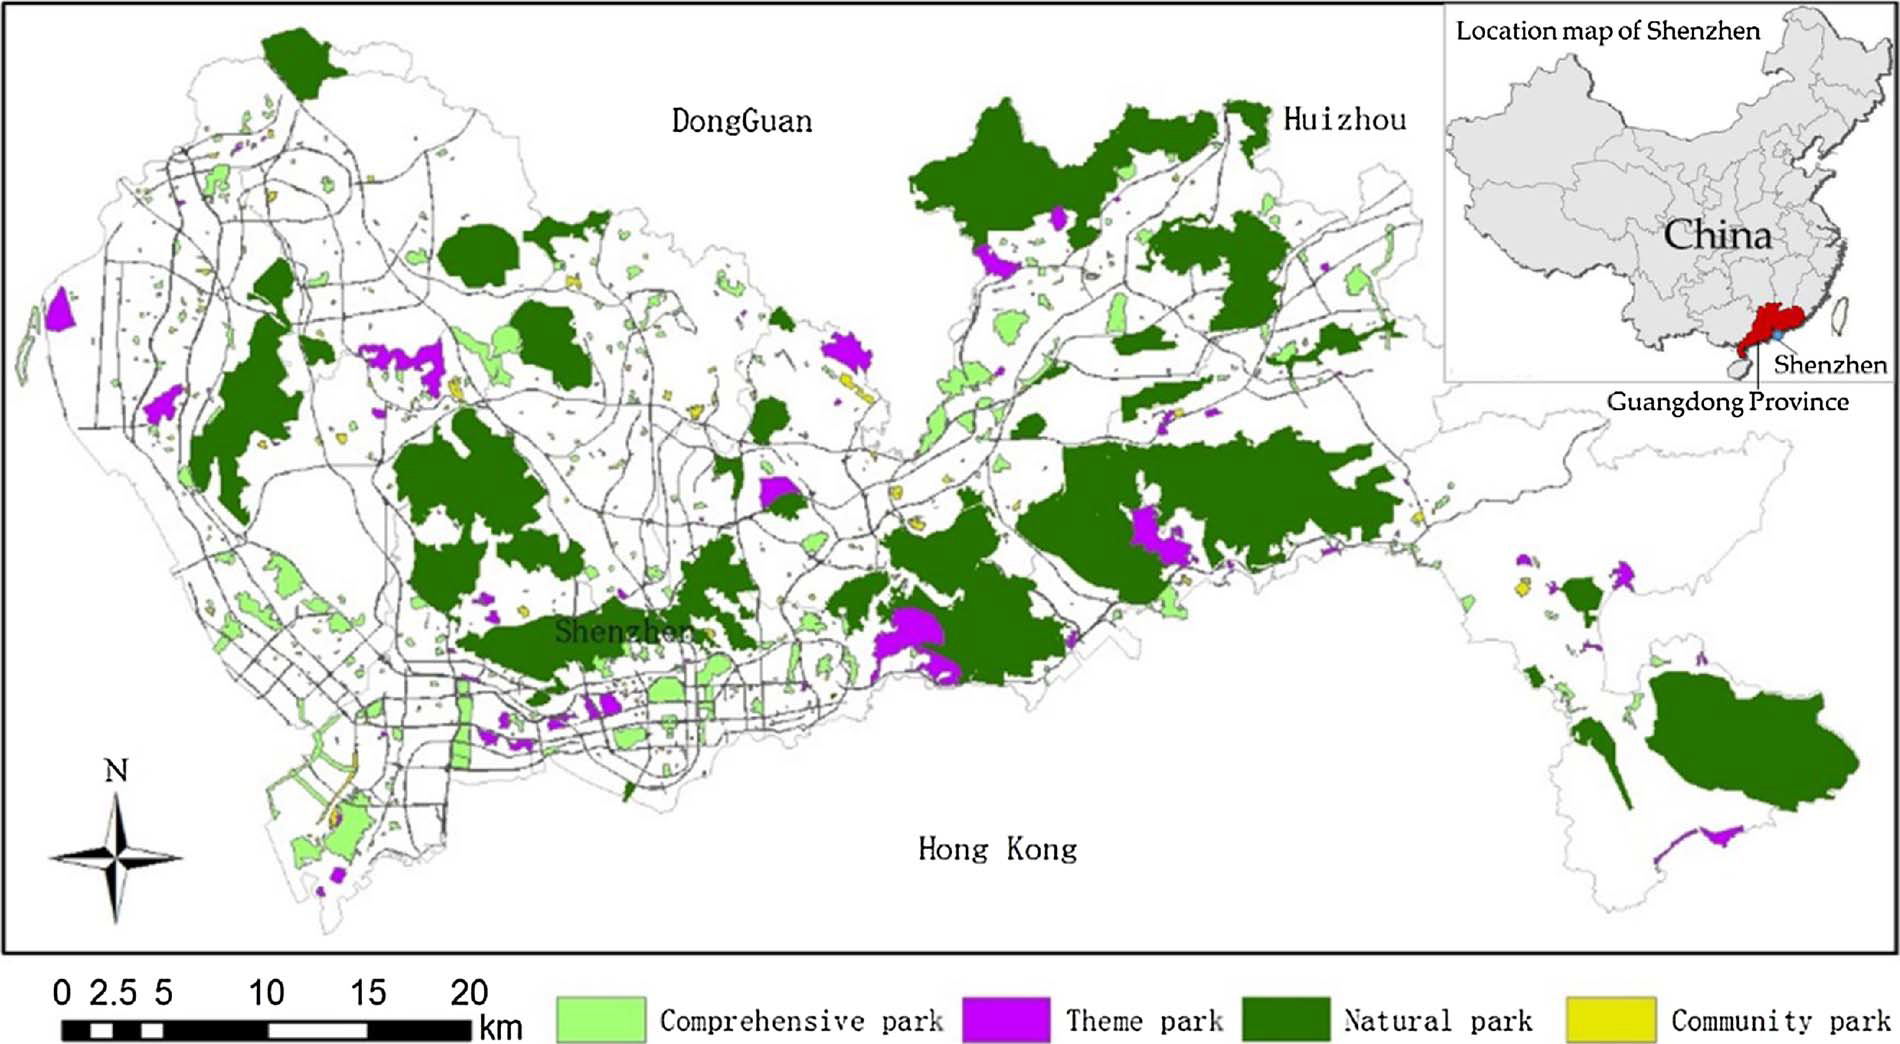 Location map of Shenzhen
DongGuan
Huizhou
China
Shenzhen
Guangdong Province
Shenzhen
N
Hong Kong
0 2.5 5 10 15 20
km
Comprehensive park
Theme park
Natural park
Community park